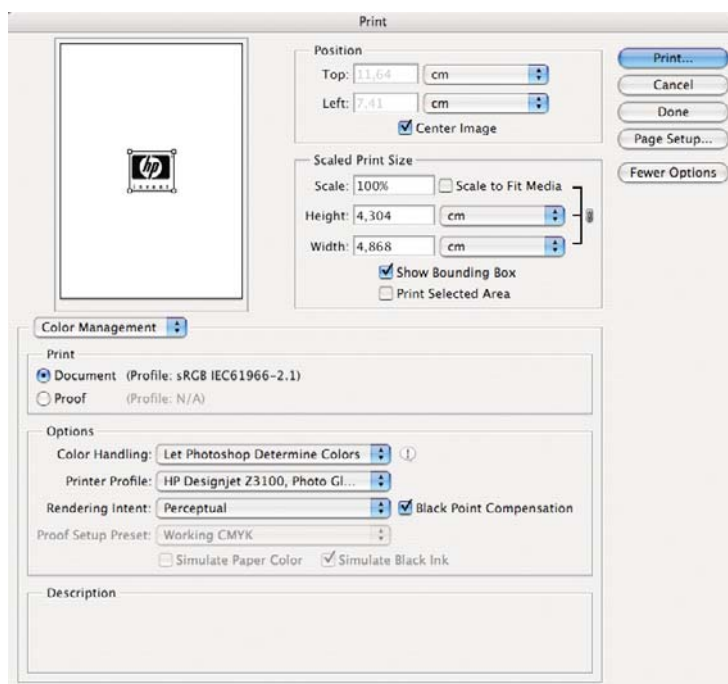 Print
Position
Top: 11,64 cm
Left: 7,41 cm
Center Image
Print...
Cancel
Done
Page Setup...
Fewer Options
hp
invent
Scaled Print Size
Scale: 100% Scale to Fit Media
Height: 4,304 cm
Width: 4,868 cm
Show Bounding Box
Print Selected Area
Color Management
Print
Document (Profile: sRGB IEC61966-2.1)
Proof (Profile: N/A)
Options
Color Handling: Let Photoshop Determine Colors
Printer Profile: HP Designjet Z3100, Photo Gl...
Rendering Intent: Perceptual Black Point Compensation
Proof Setup Preset: Working CMYK
Simulate Paper Color Simulate Black Ink
Description